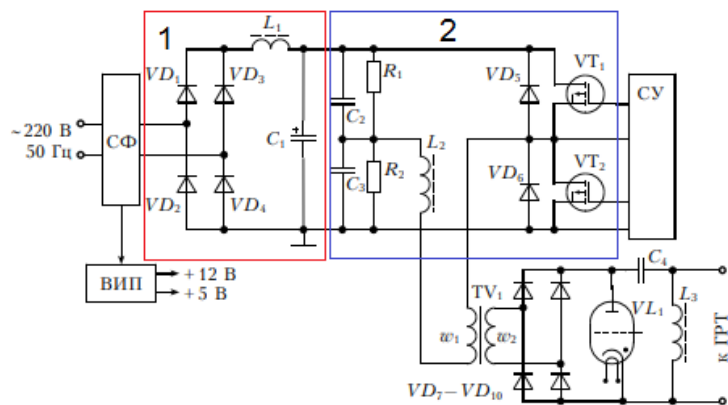 1
2
L₁
VD₁
VD₃
R₁
VD₅
VT₁
СУ
~220 В
50 Гц
СФ
C₁
+
C₂
L₂
VT₂
C₃
R₂
VD₆
VD₂
VD₄
ВИП
+12 В
+5 В
C₄
TV₁
VL₁
L₃
w₁
w₂
VD₇–VD₁₀
к ГРТ